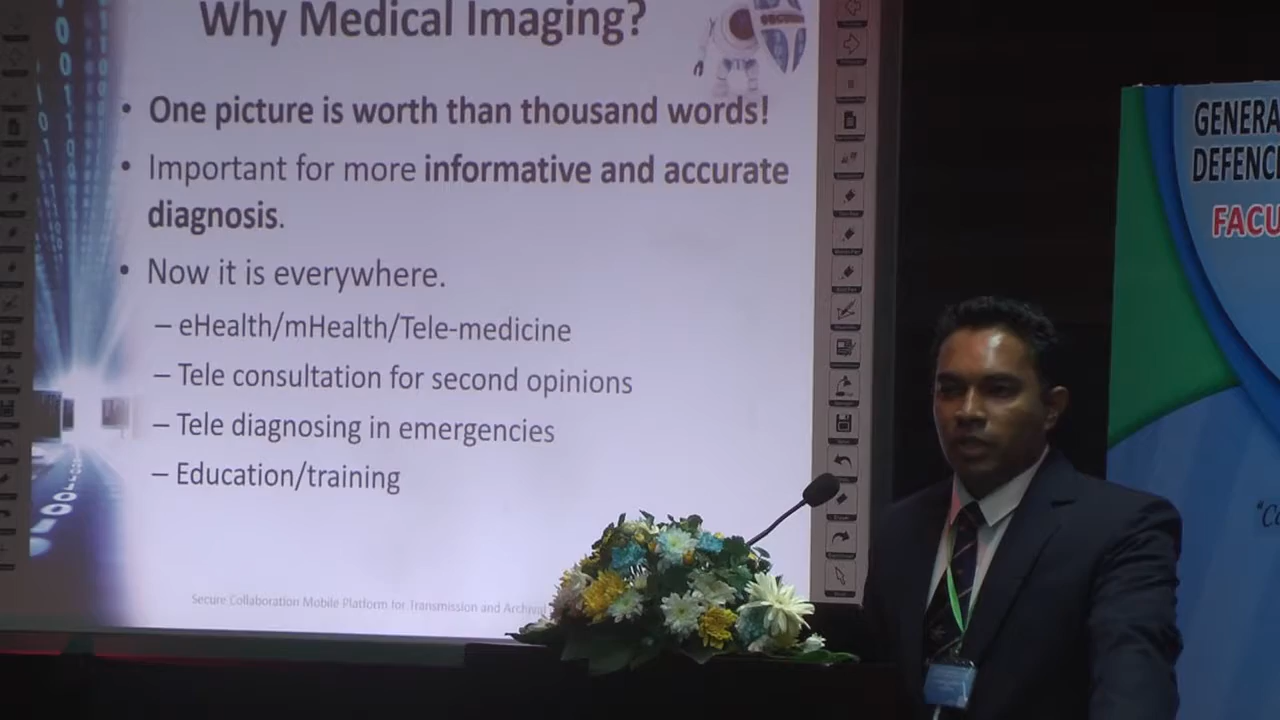 Why Medical Imaging?
• One picture is worth than thousand words!
• Important for more informative and accurate
diagnosis.
• Now it is everywhere.
– eHealth/mHealth/Tele-medicine
– Tele consultation for second opinions
– Tele diagnosing in emergencies
– Education/training
Secure Collaboration Mobile Platform for Transmission and Archival
GENERA
DEFENC
FACU